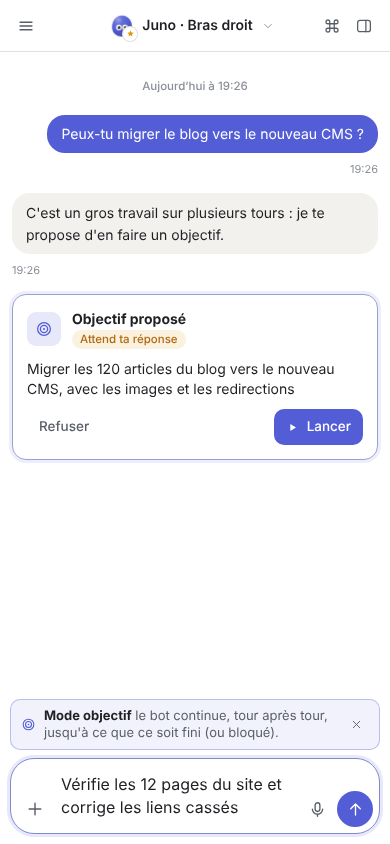 Juno · Bras droit
Aujourd'hui à 19:26
Peux-tu migrer le blog vers le nouveau CMS ?
19:26
C'est un gros travail sur plusieurs tours : je te
propose d'en faire un objectif.
19:26
Objectif proposé
Attend ta réponse
Migrer les 120 articles du blog vers le nouveau
CMS, avec les images et les redirections
Refuser
Lancer
Mode objectif le bot continue, tour après tour,
jusqu'à ce que ce soit fini (ou bloqué).
Vérifie les 12 pages du site et
corrige les liens cassés